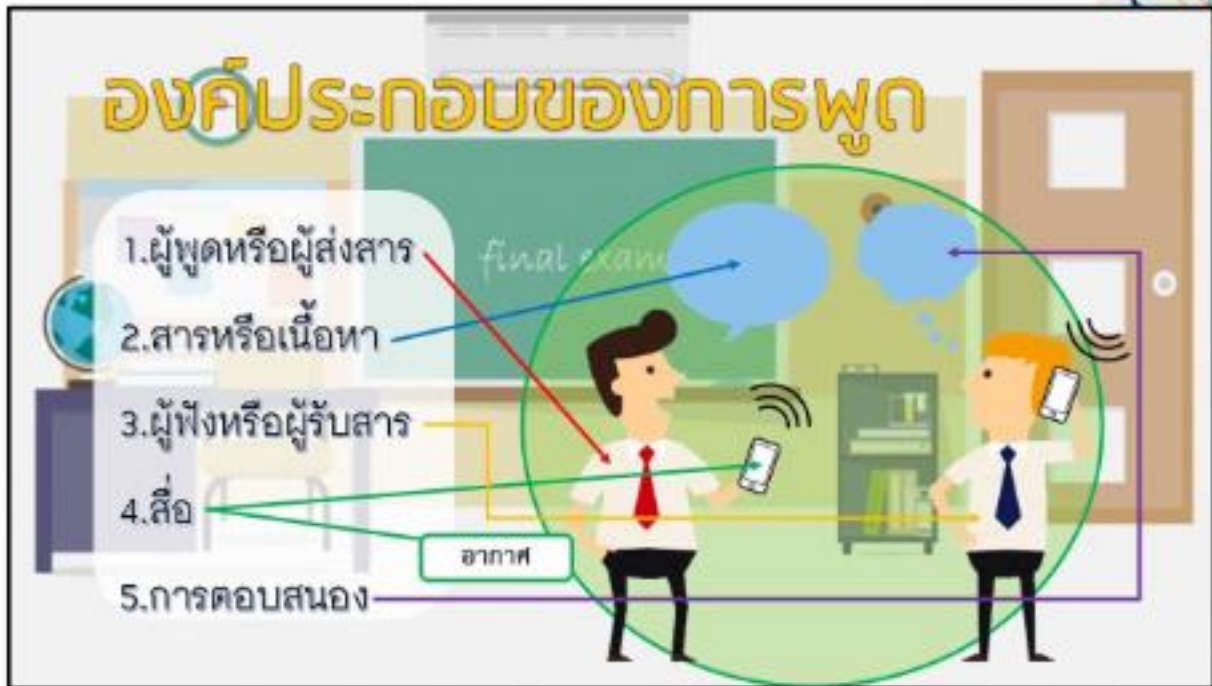 องค์ประกอบของการพูด
final exam
1.ผู้พูดหรือผู้ส่งสาร
2.สารหรือเนื้อหา
3.ผู้ฟังหรือผู้รับสาร
4.สื่อ
อากาศ
5.การตอบสนอง